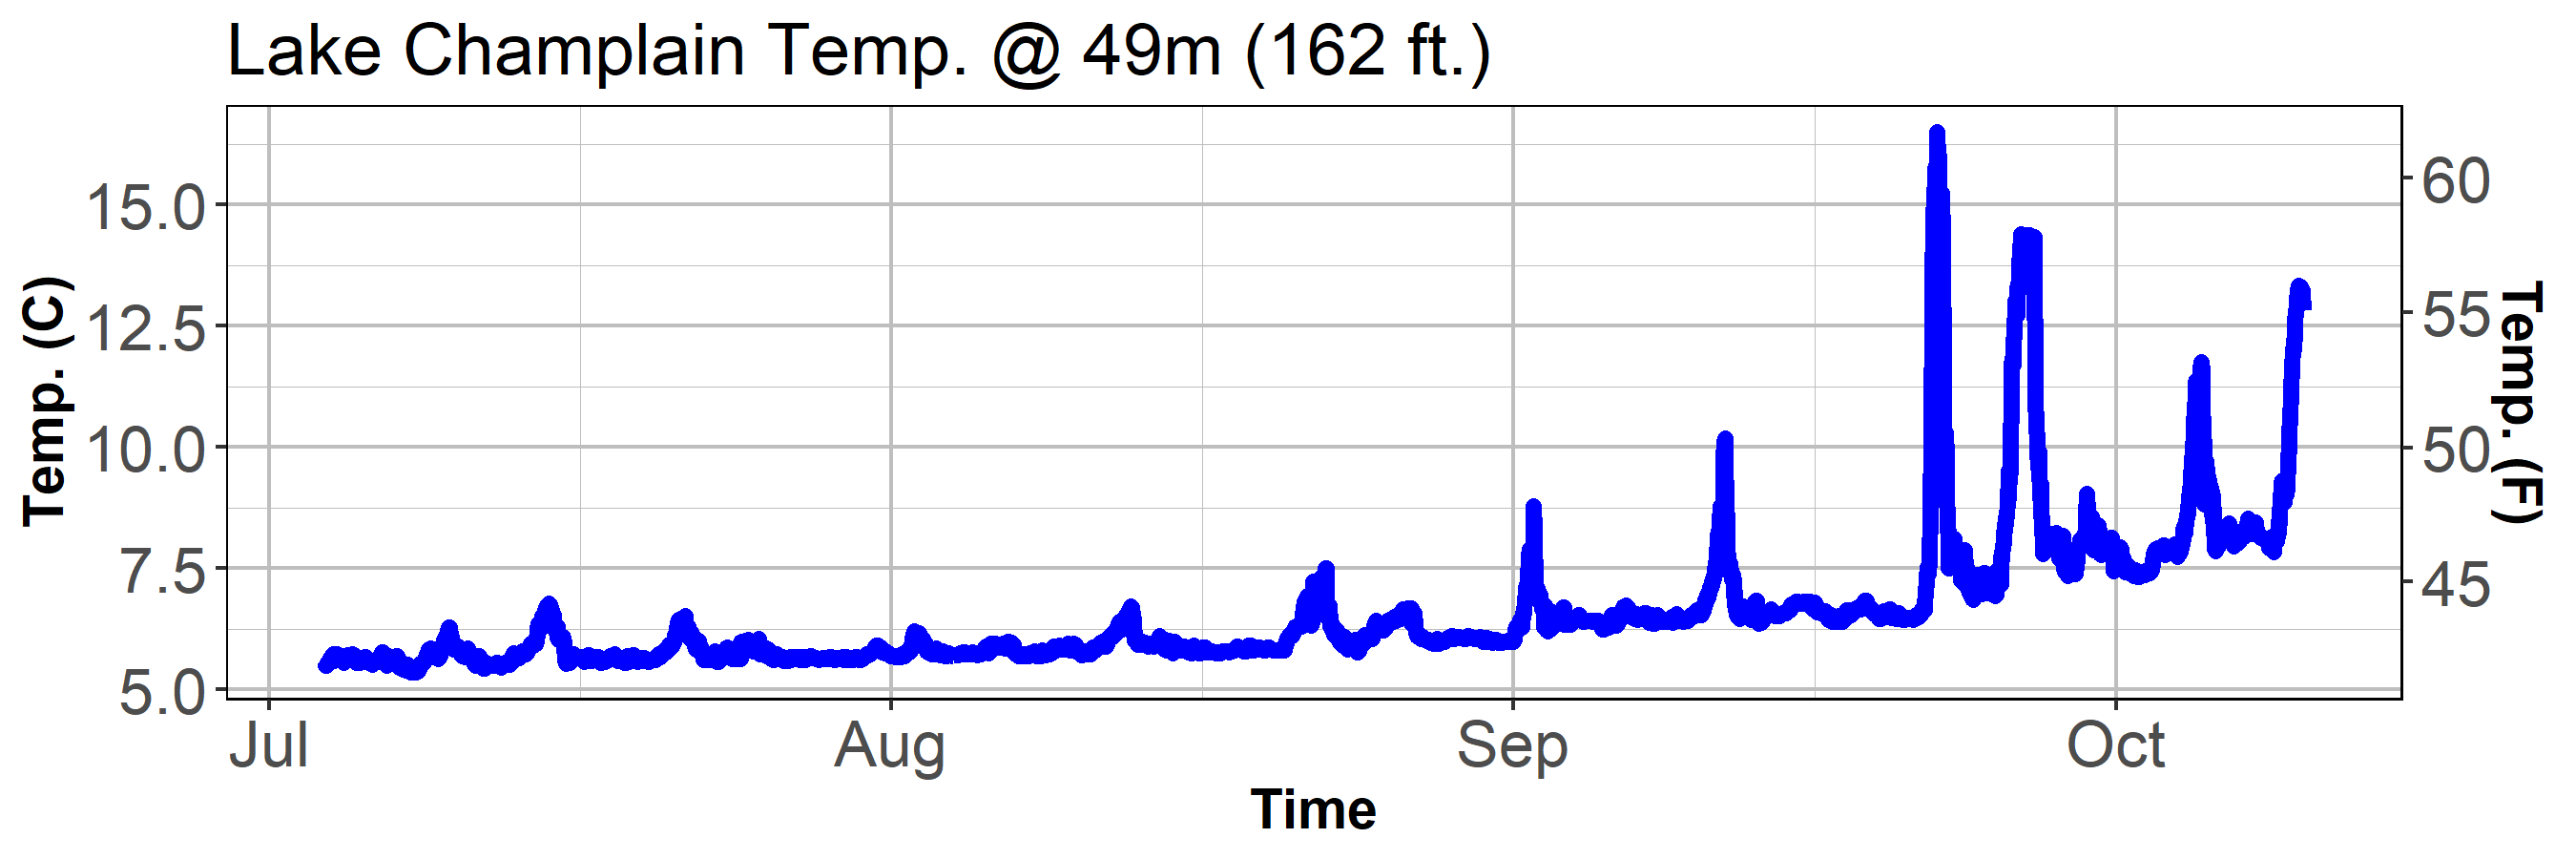 Lake Champlain Temp. @ 49m (162 ft.)
Temp. (C)
15.0
12.5
10.0
7.5
5.0
60
55
50
45
Temp. (F)
Jul Aug Sep Oct
Time